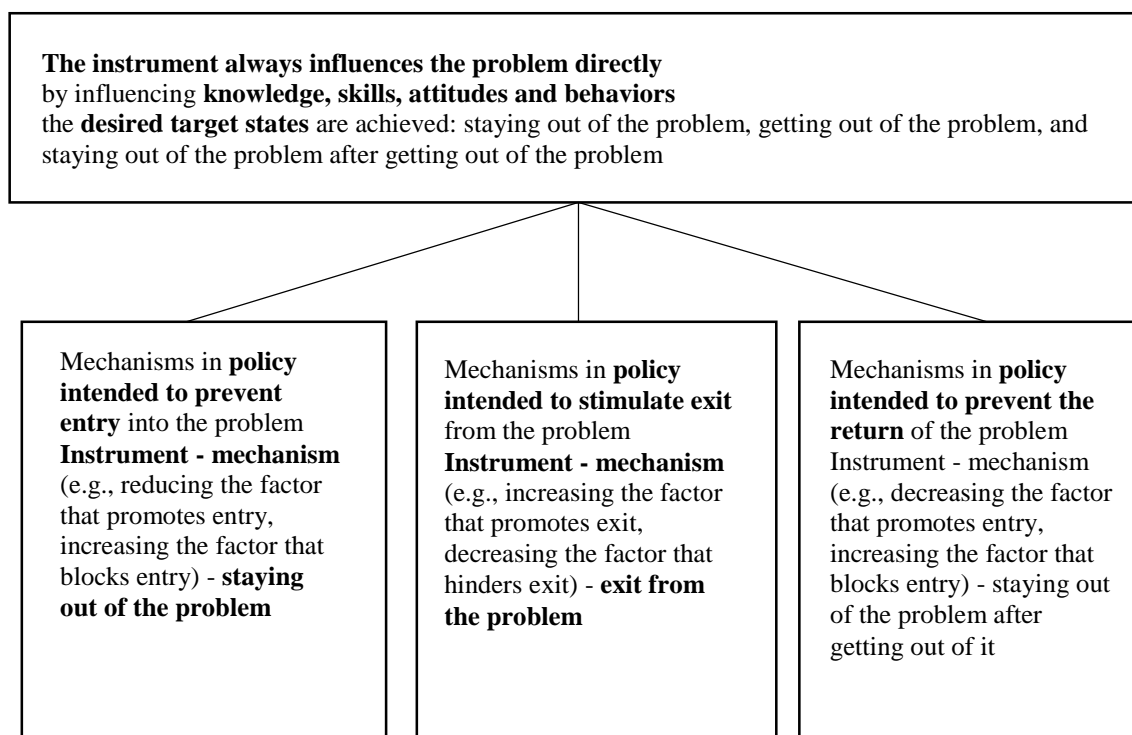 The instrument always influences the problem directly
by influencing knowledge, skills, attitudes and behaviors
the desired target states are achieved: staying out of the problem, getting out of the problem, and
staying out of the problem after getting out of the problem
Mechanisms in policy
intended to prevent
entry into the problem
Instrument - mechanism
(e.g., reducing the factor
that promotes entry,
increasing the factor that
blocks entry) - staying
out of the problem
Mechanisms in policy
intended to stimulate exit
from the problem
Instrument - mechanism
(e.g., increasing the factor
that promotes exit,
decreasing the factor that
hinders exit) - exit from
the problem
Mechanisms in policy
intended to prevent the
return of the problem
Instrument - mechanism
(e.g., decreasing the factor
that promotes entry,
increasing the factor that
blocks entry) - staying out
of the problem after
getting out of it